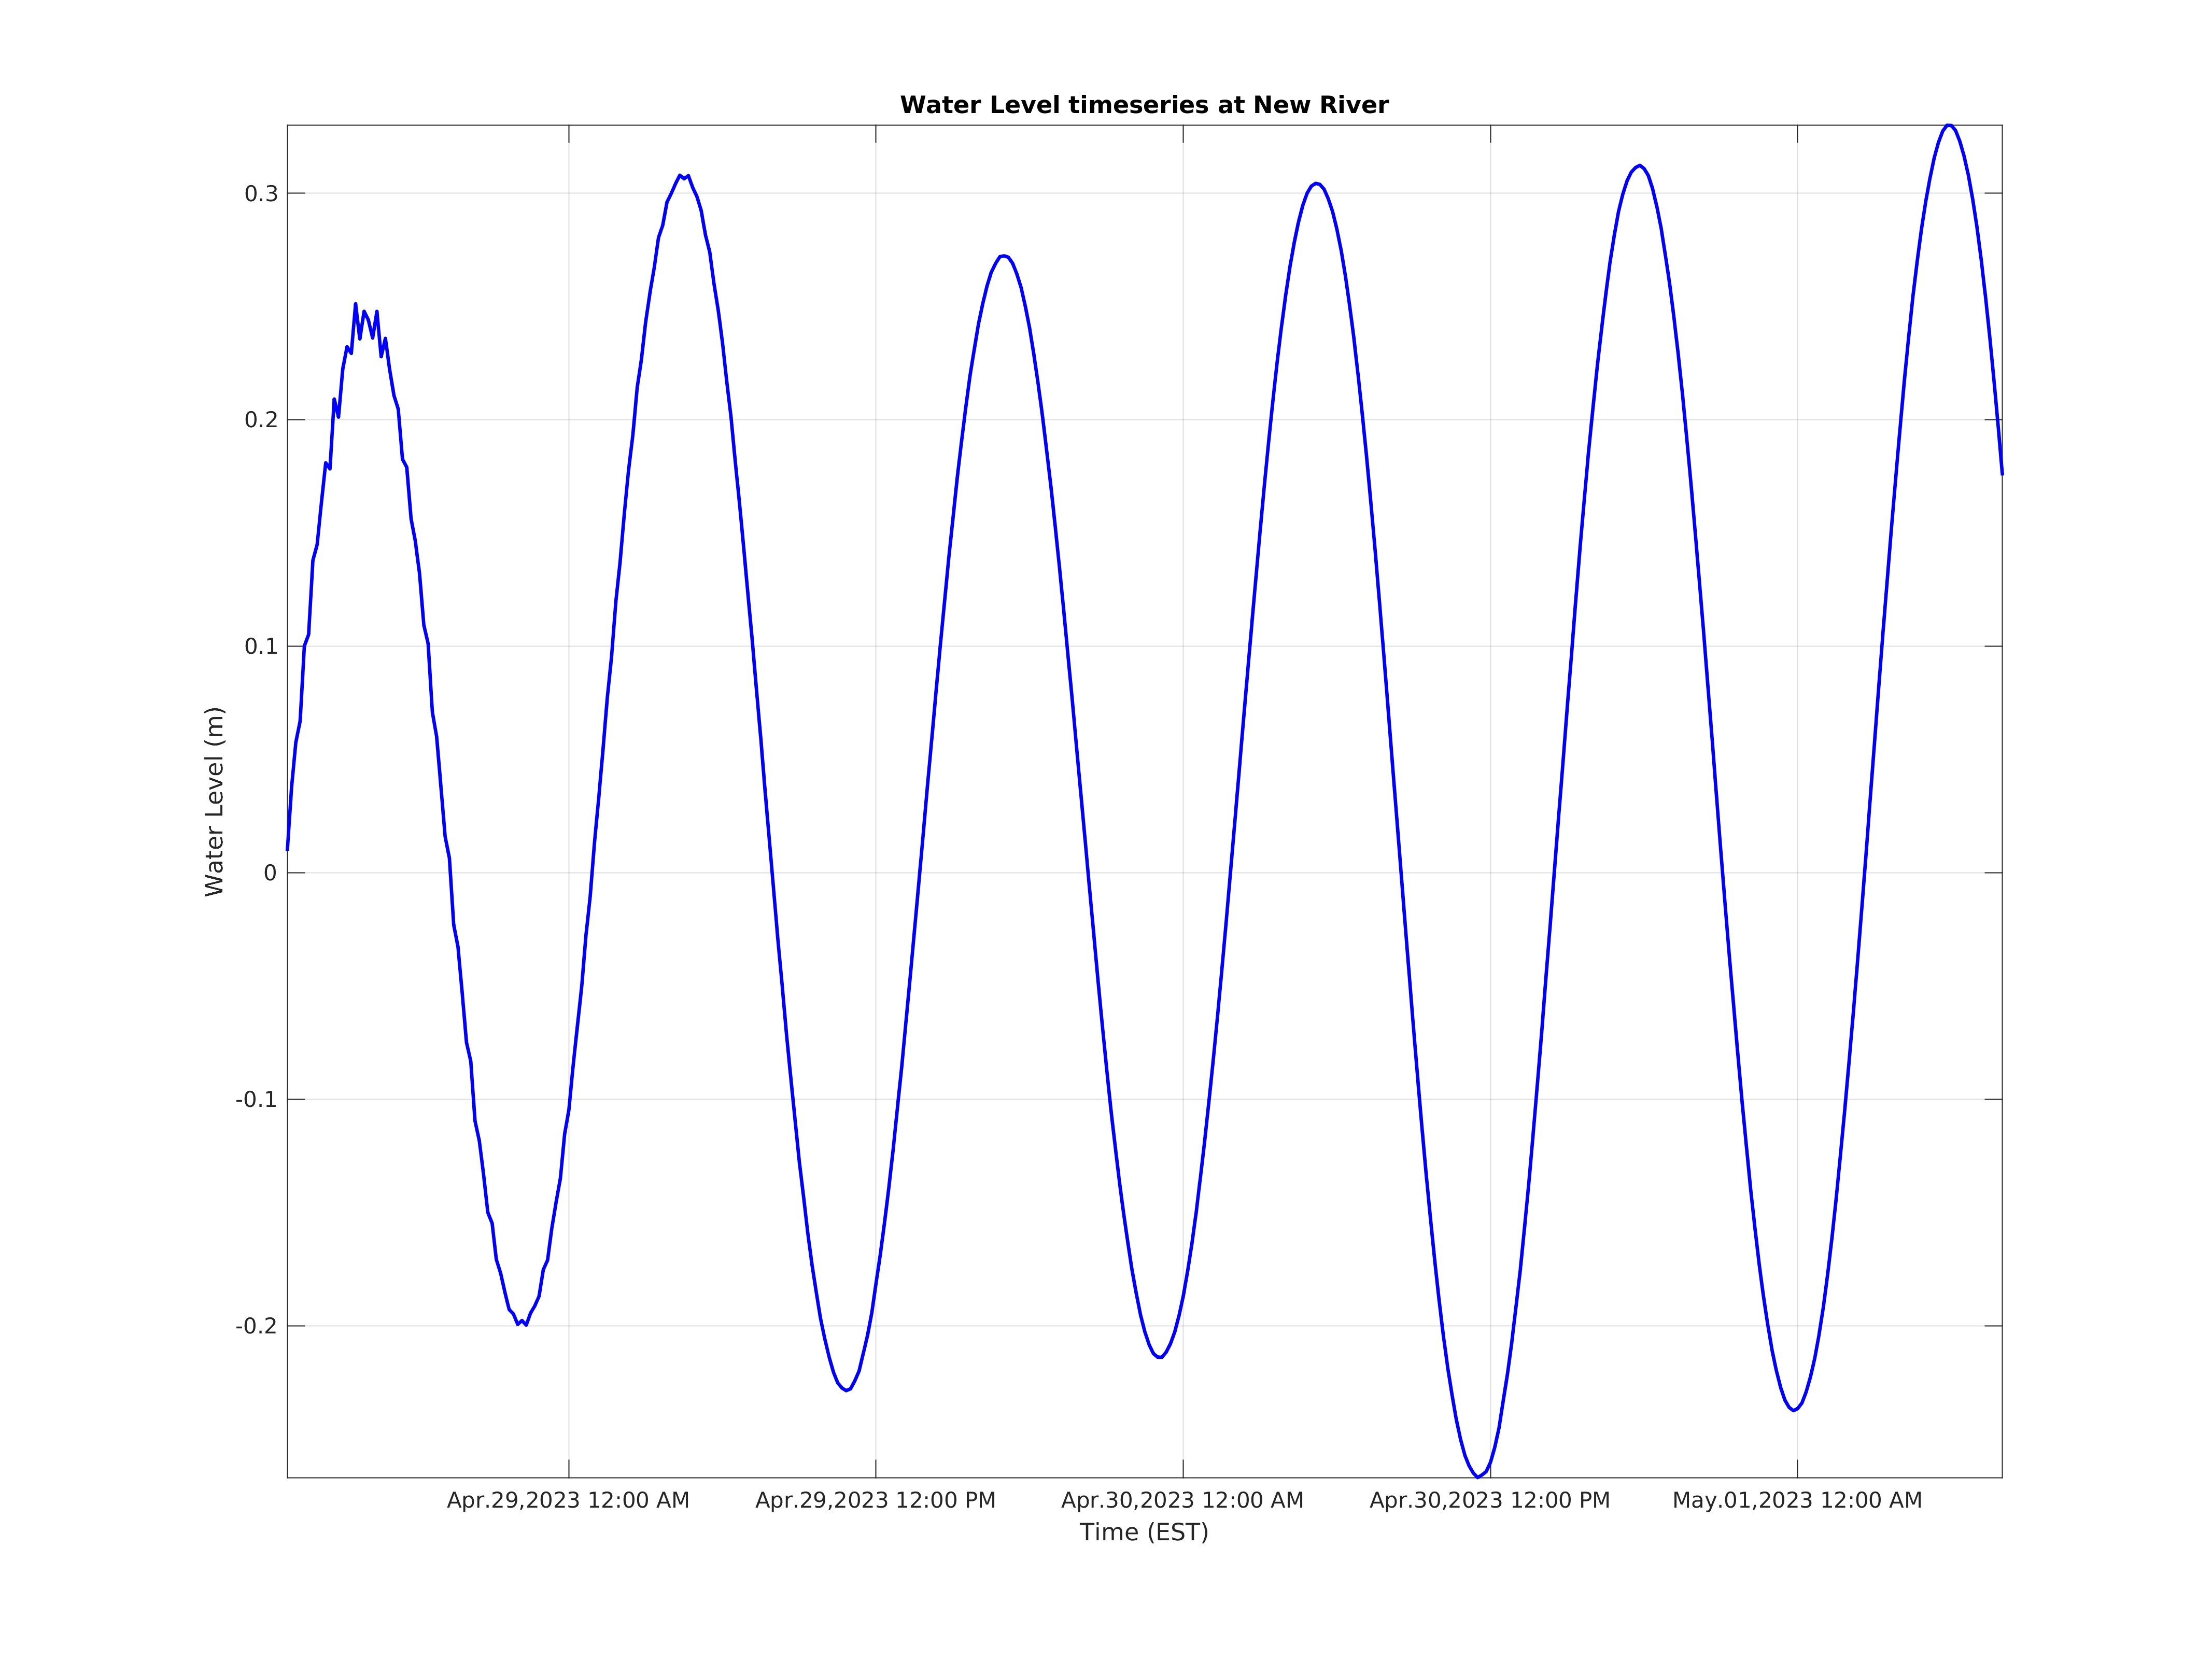 Water Level timeseries at New River
0.3
0.2
0.1
0
-0.1
-0.2
Water Level (m)
Apr.29,2023 12:00 AM
Apr.29,2023 12:00 PM
Apr.30,2023 12:00 AM
Apr.30,2023 12:00 PM
May.01,2023 12:00 AM
Time (EST)